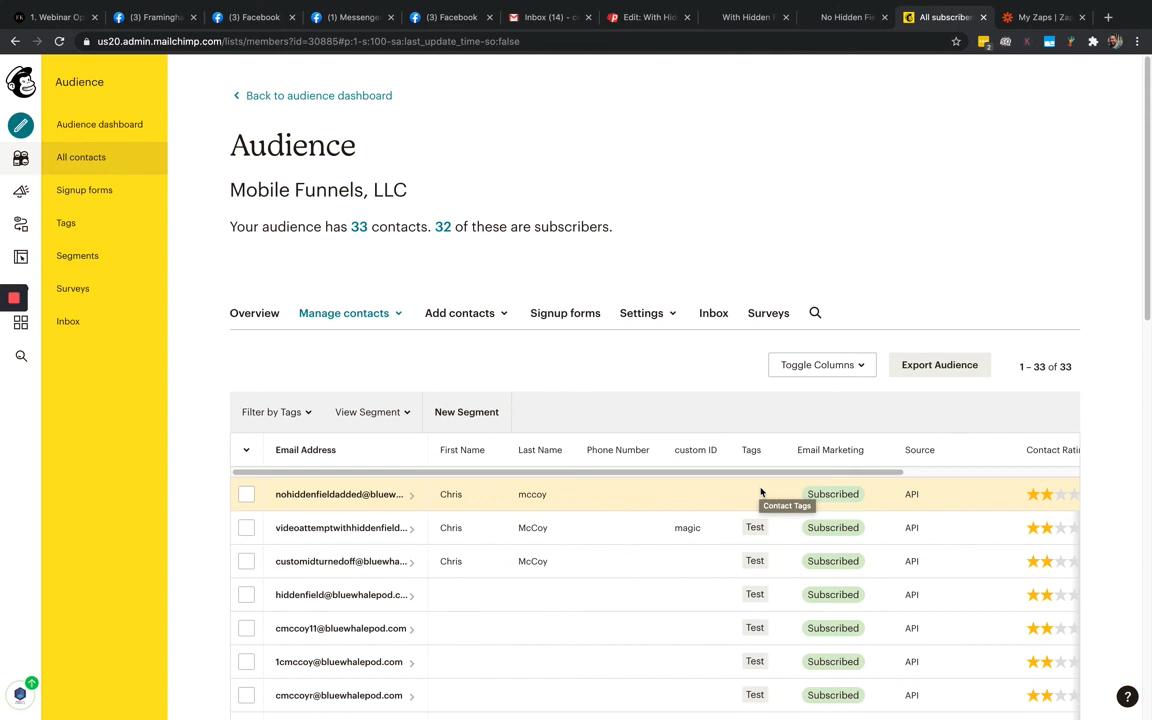 1. Webinar Op
(3) Framingha
(3) Facebook
(1) Messenge
(3) Facebook
Inbox (14) - c
Edit: With Hid
With Hidden F
No Hidden Fie
All subscriber
My Zaps | Zap
us20.admin.mailchimp.com/lists/members?id=30885#p:1-s:100-sa:last_update_time-so:false
2
Audience
Audience dashboard
All contacts
Signup forms
Tags
Segments
Surveys
Inbox
Back to audience dashboard
Audience
Mobile Funnels, LLC
Your audience has 33 contacts. 32 of these are subscribers.
Overview Manage contacts Add contacts Signup forms Settings Inbox Surveys
Toggle Columns Export Audience 1 – 33 of 33
Filter by Tags View Segment New Segment
Email Address First Name Last Name Phone Number custom ID Tags Email Marketing Source Contact Rati
nohiddenfieldadded@bluew... Chris mccoy Subscribed API
Contact Tags
videoattemptwithhiddenfield... Chris McCoy magic Test Subscribed API
customidturnedoff@bluewha... Chris McCoy Test Subscribed API
hiddenfield@bluewhalepod.c... Test Subscribed API
cmccoy11@bluewhalepod.com Test Subscribed API
1cmccoy@bluewhalepod.com Test Subscribed API
cmccoyr@bluewhalepod.com Test Subscribed API
?